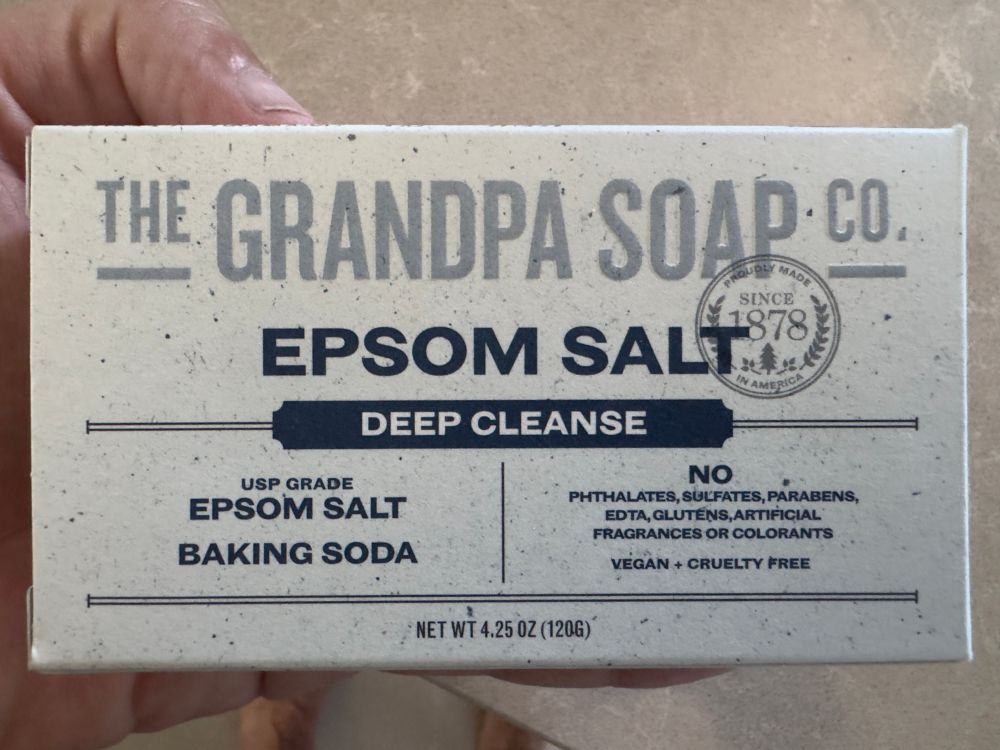 THE GRANDPA SOAP CO.
PROUDLY MADE
SINCE
1878
IN AMERICA
EPSOM SALT
DEEP CLEANSE
USP GRADE
EPSOM SALT
BAKING SODA
NO
PHTHALATES, SULFATES, PARABENS,
EDTA, GLUTENS, ARTIFICIAL
FRAGRANCES OR COLORANTS
VEGAN + CRUELTY FREE
NET WT 4.25 OZ (120G)